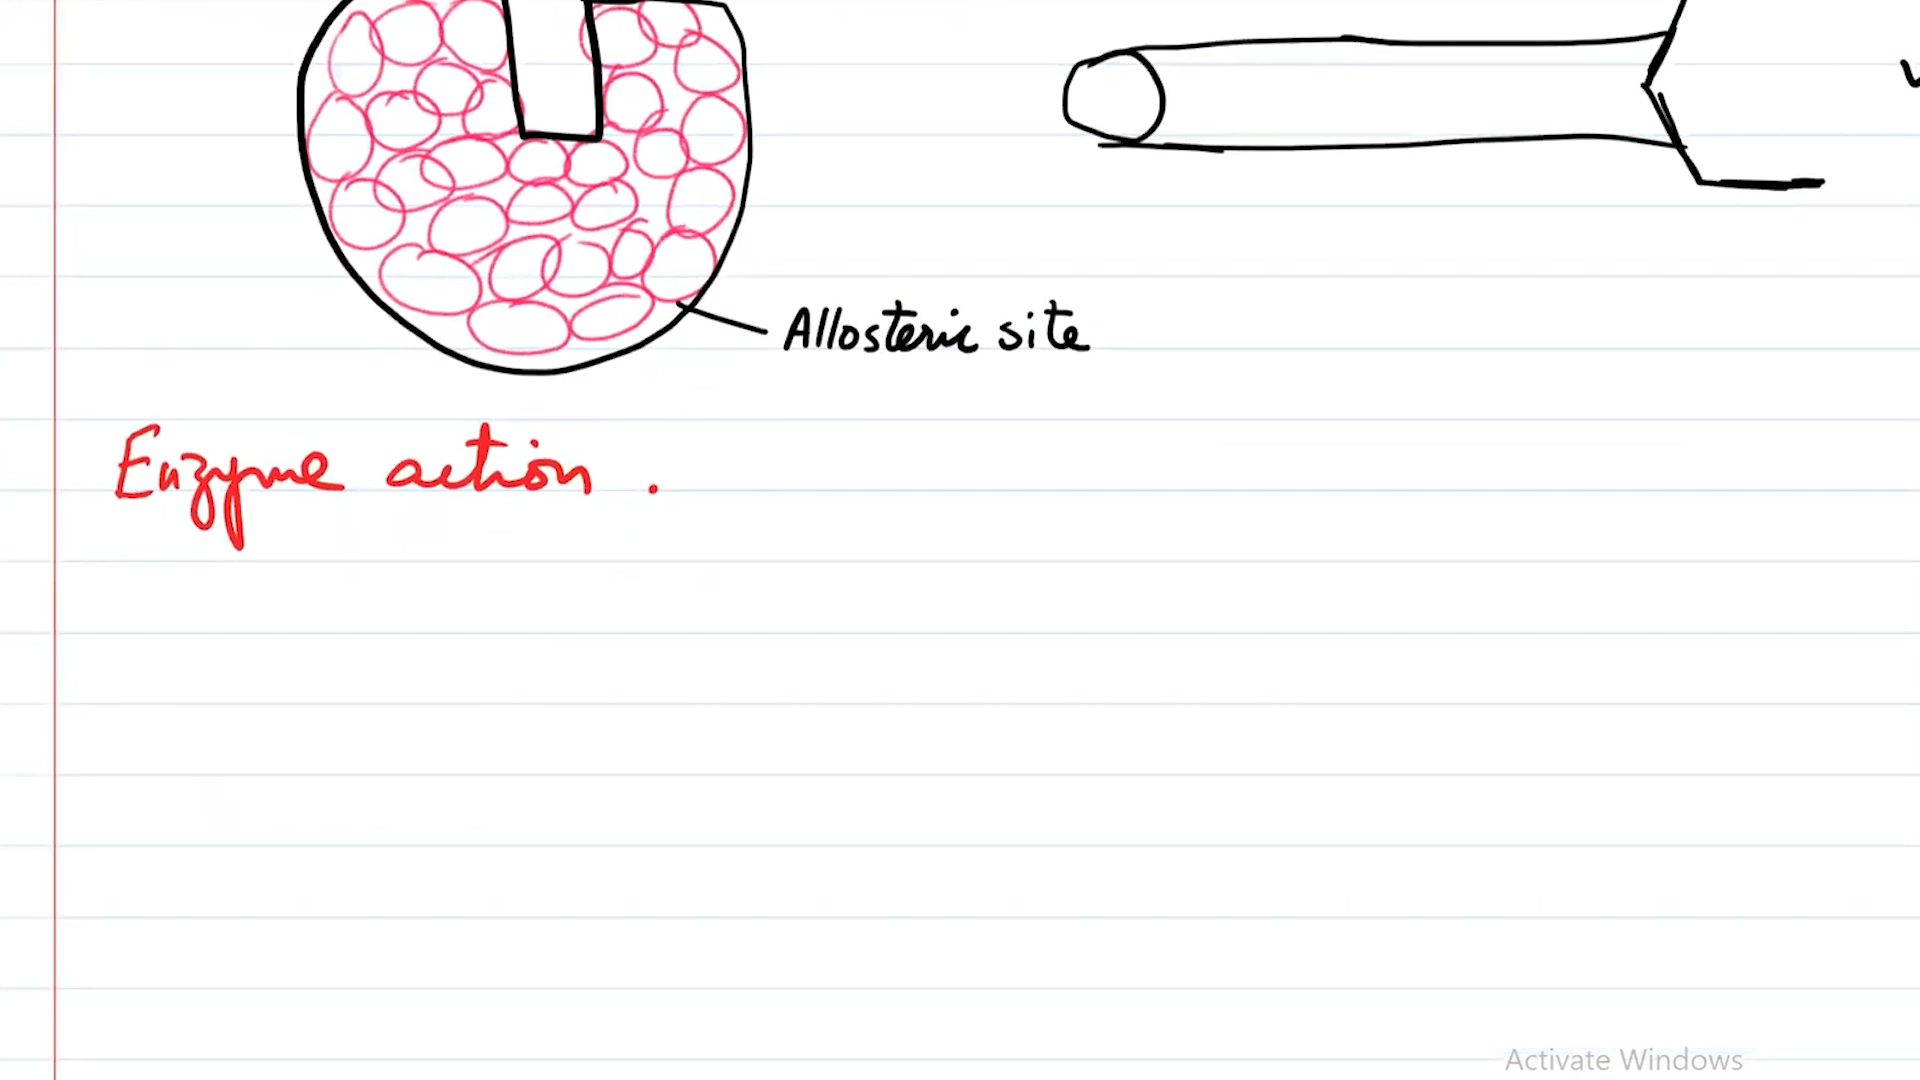 Allosteric site
Enzyme action .
Activate Windows